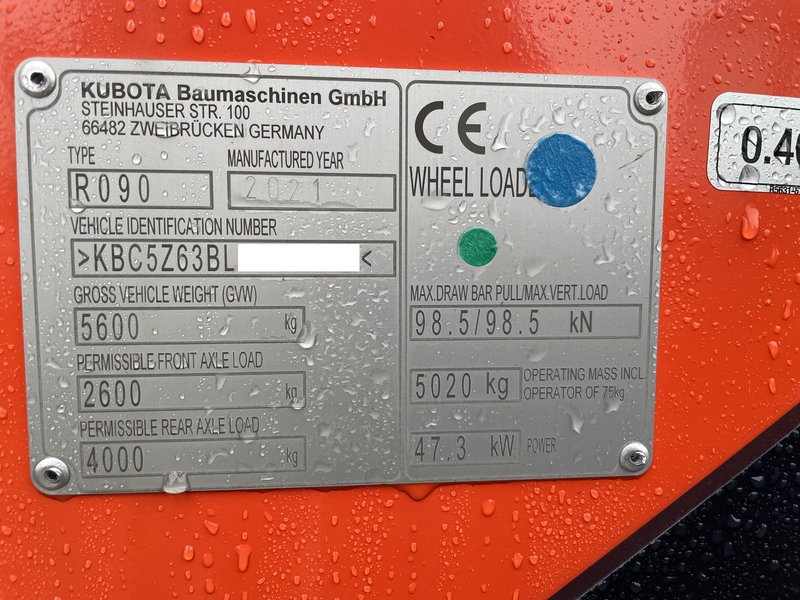 KUBOTA Baumaschinen GmbH
STEINHAUSER STR. 100
66482 ZWEIBRÜCKEN GERMANY
TYPE
R090
MANUFACTURED YEAR
2021
VEHICLE IDENTIFICATION NUMBER
>KBC5Z63BL <
GROSS VEHICLE WEIGHT (GVW)
5600 kg
PERMISSIBLE FRONT AXLE LOAD
2600 kg
PERMISSIBLE REAR AXLE LOAD
4000 kg
CE
WHEEL LOADE
MAX.DRAW BAR PULL/MAX.VERT.LOAD
98.5/98.5 kN
5020 kg OPERATING MASS INCL.
OPERATOR OF 75kg
47.3 kW POWER